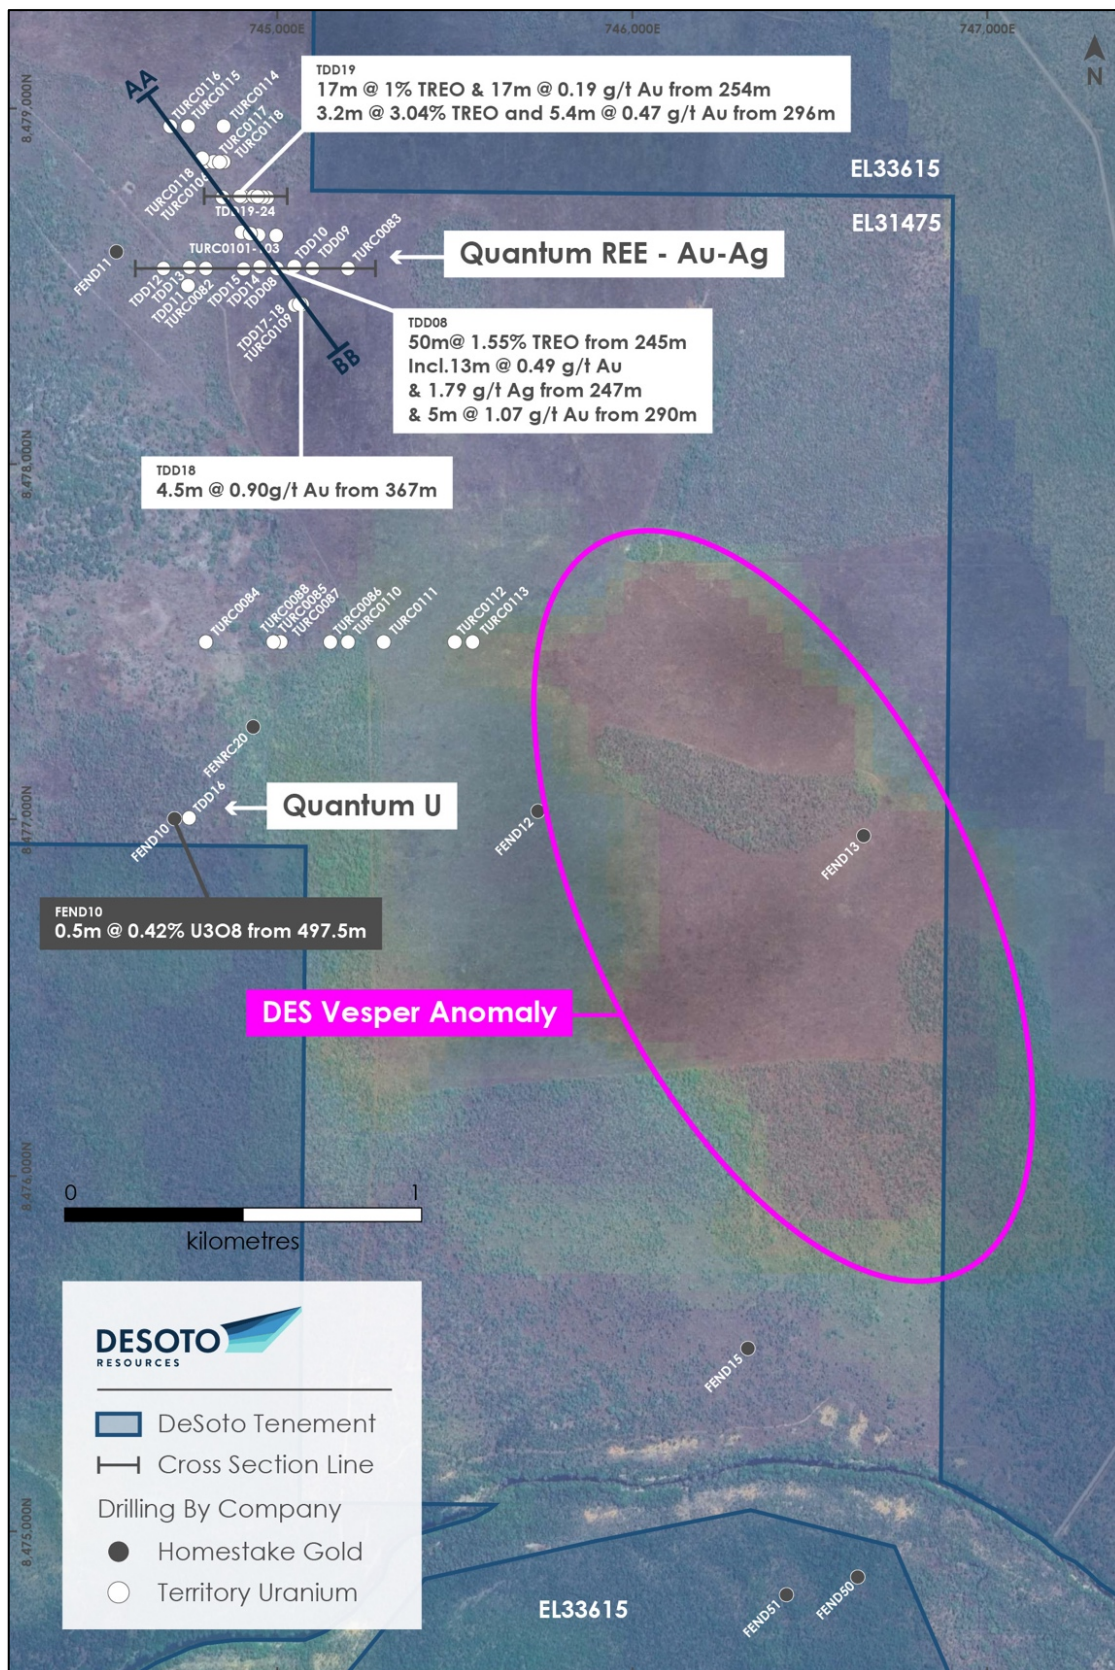 745,000E
746,000E
747,000E
N
8,479,000N
8,478,000N
8,477,000N
8,476,000N
8,475,000N
AA
BB
TURC0116
TURC0115
TURC0114
TURC0117
TURC0118
TURC0118
TDD19
17m @ 1% TREO & 17m @ 0.19 g/t Au from 254m
3.2m @ 3.04% TREO and 5.4m @ 0.47 g/t Au from 296m
EL33615
EL31475
TDD19-24
FEND11
TDD10
TDD09
TURC0083
Quantum REE - Au-Ag
TDD12
TDD13
TDD11
TURC0082
TDD15
TDD14
TDD08
TDD17-18
TURC0109
TDD08
50m@ 1.55% TREO from 245m
Incl.13m @ 0.49 g/t Au
& 1.79 g/t Ag from 247m
& 5m @ 1.07 g/t Au from 290m
TDD18
4.5m @ 0.90g/t Au from 367m
TURC0084
TURC0088
TURC0085
TURC0087
TURC0086
TURC0110
TURC0111
TURC0112
TURC0113
FENRC20
FEND10
TDD16
Quantum U
FEND12
FEND13
FEND10
0.5m @ 0.42% U3O8 from 497.5m
DES Vesper Anomaly
0 1
kilometres
DESOTO
RESOURCES
DeSoto Tenement
Cross Section Line
Drilling By Company
Homestake Gold
Territory Uranium
FEND15
FEND51
FEND50
EL33615